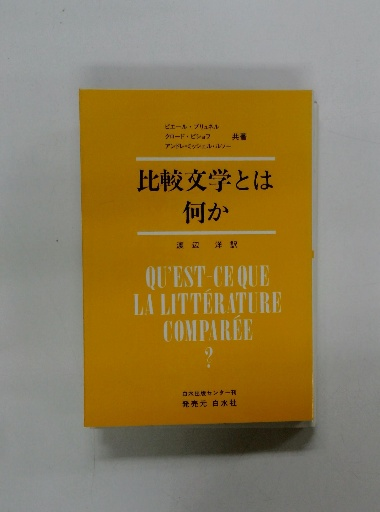 ピエール・ブリュネル
クロード・ピショワ 共著
アンドレ=ミッシェル・ルソー
比較文学とは
何か
渡辺 洋 訳
QU'EST-CE QUE
LA LITTÉRATURE
COMPARÉE
?
白水社出版センター刊
発売元 白水社